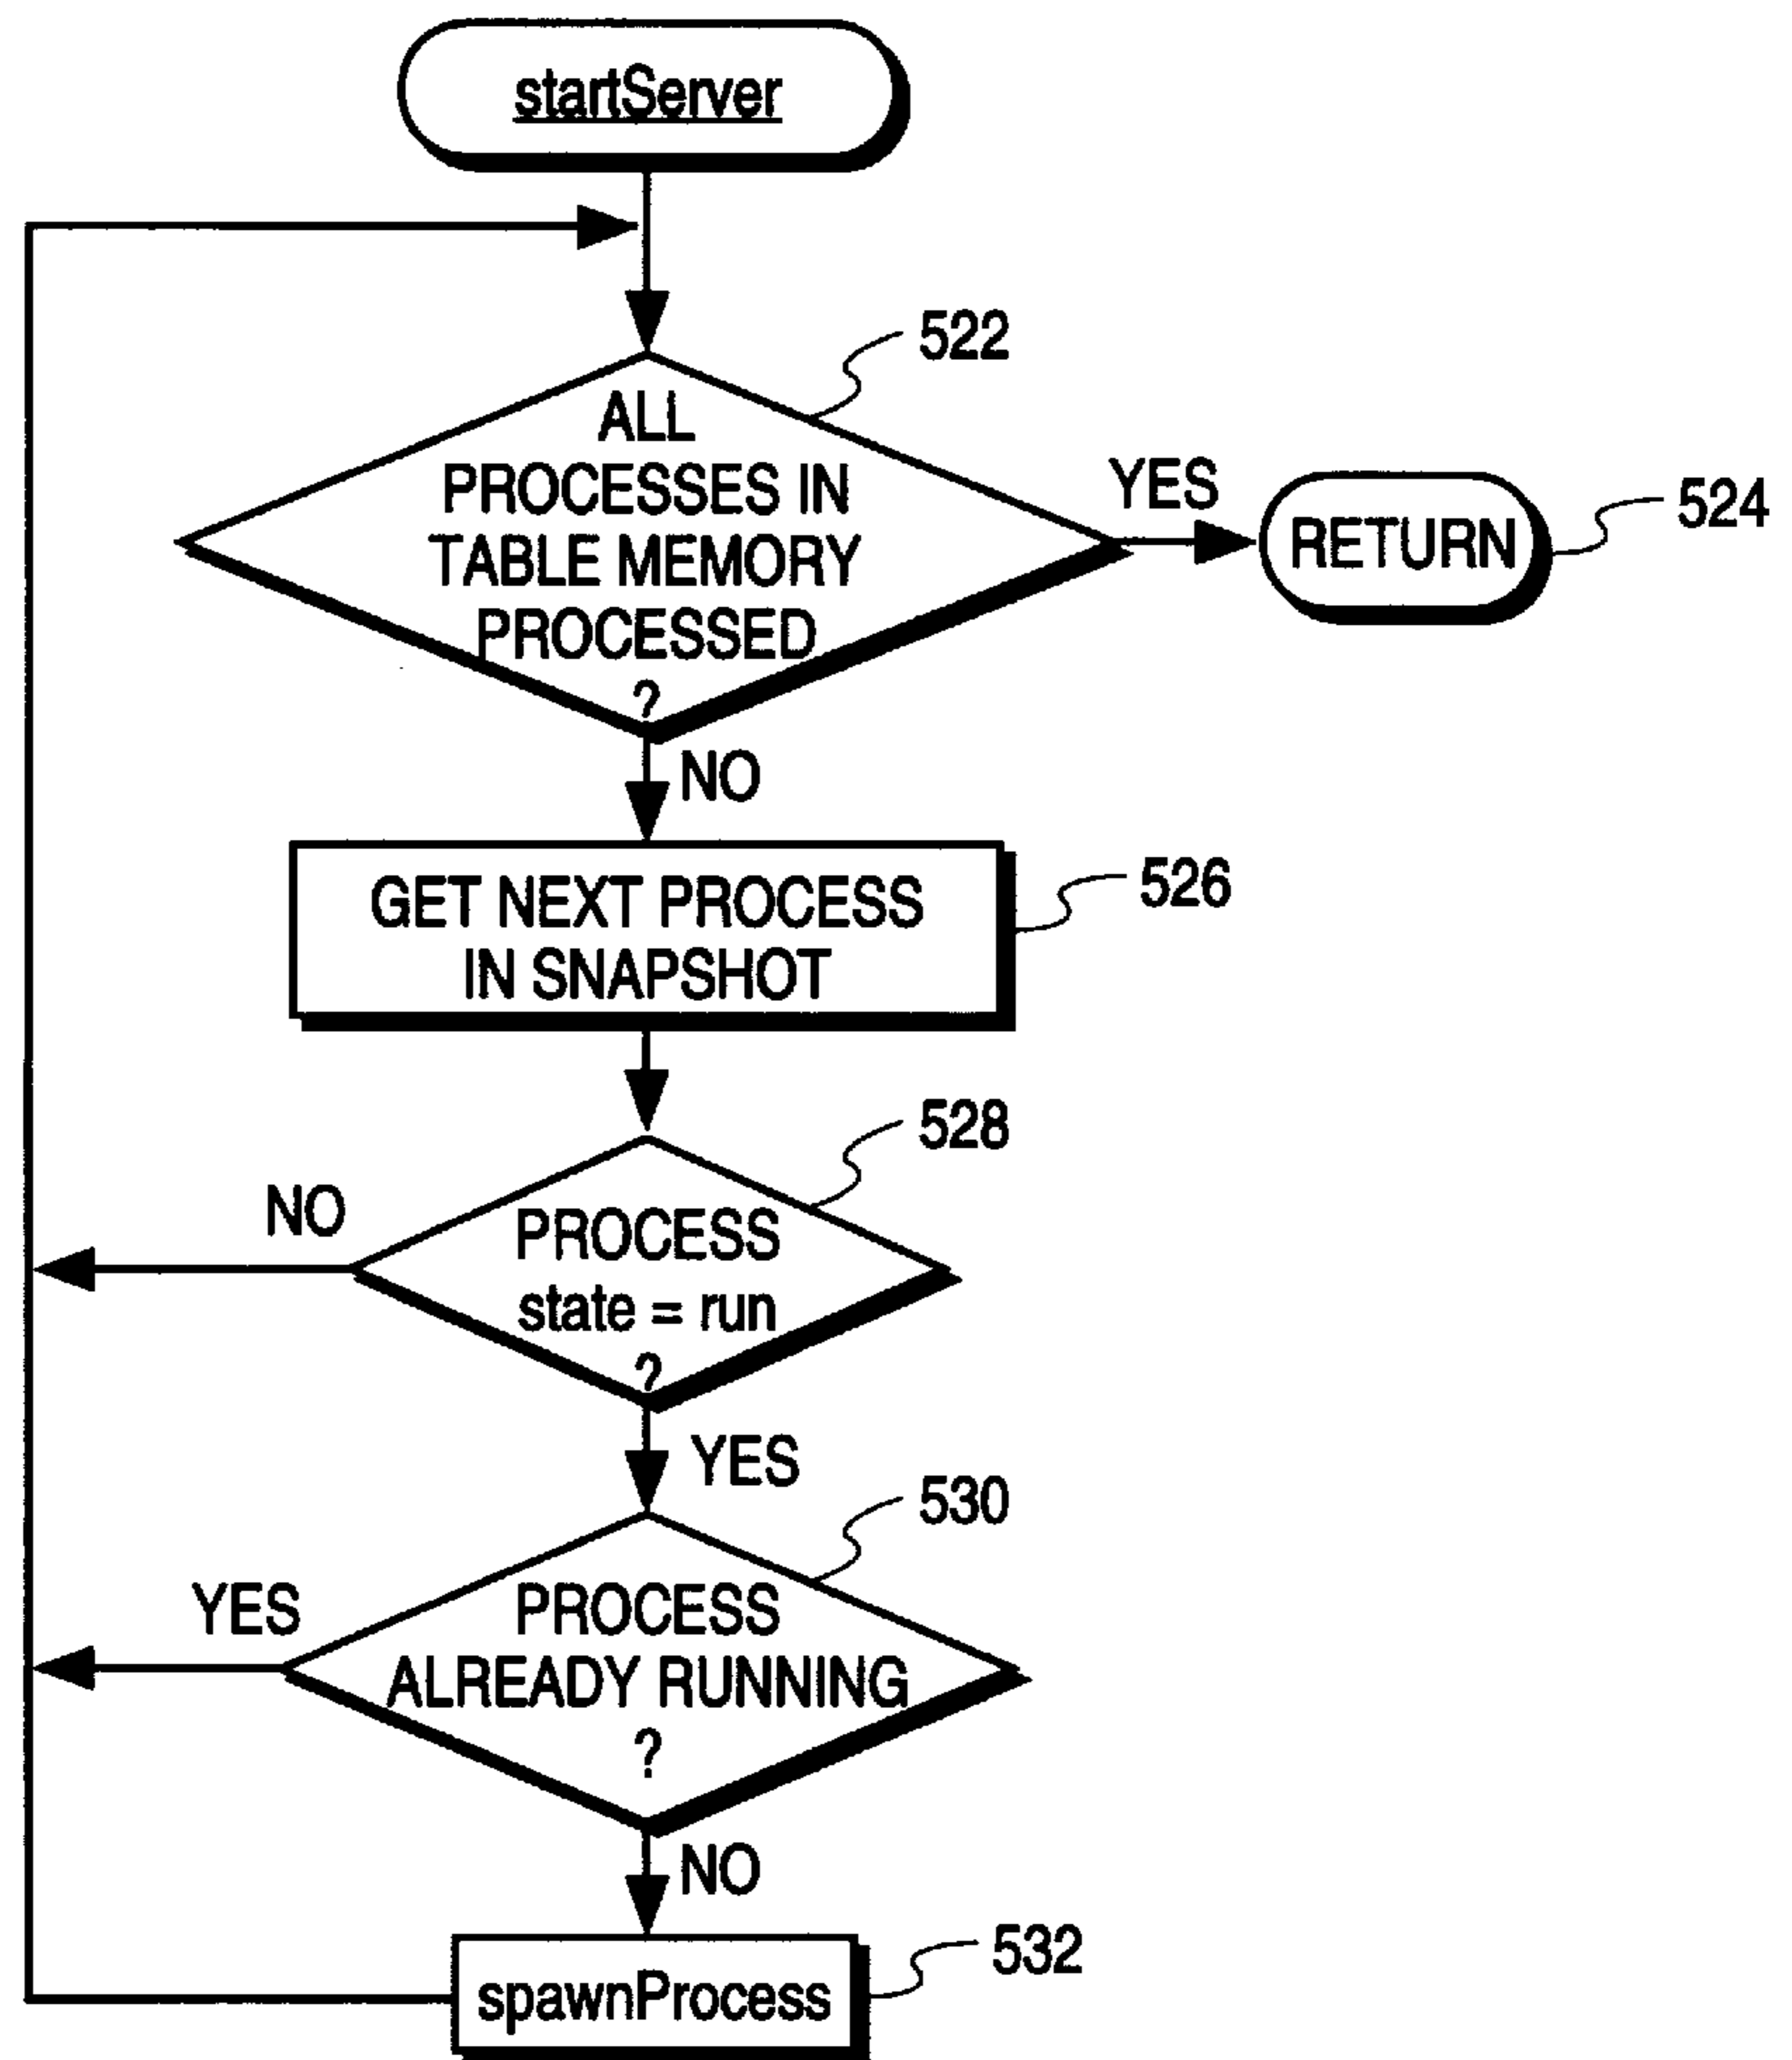 startServer
522
ALL
PROCESSES IN
TABLE MEMORY
PROCESSED
?
YES
RETURN
524
NO
GET NEXT PROCESS
IN SNAPSHOT
526
528
NO
PROCESS
state = run
?
YES
530
YES
PROCESS
ALREADY RUNNING
?
NO
spawnProcess
532